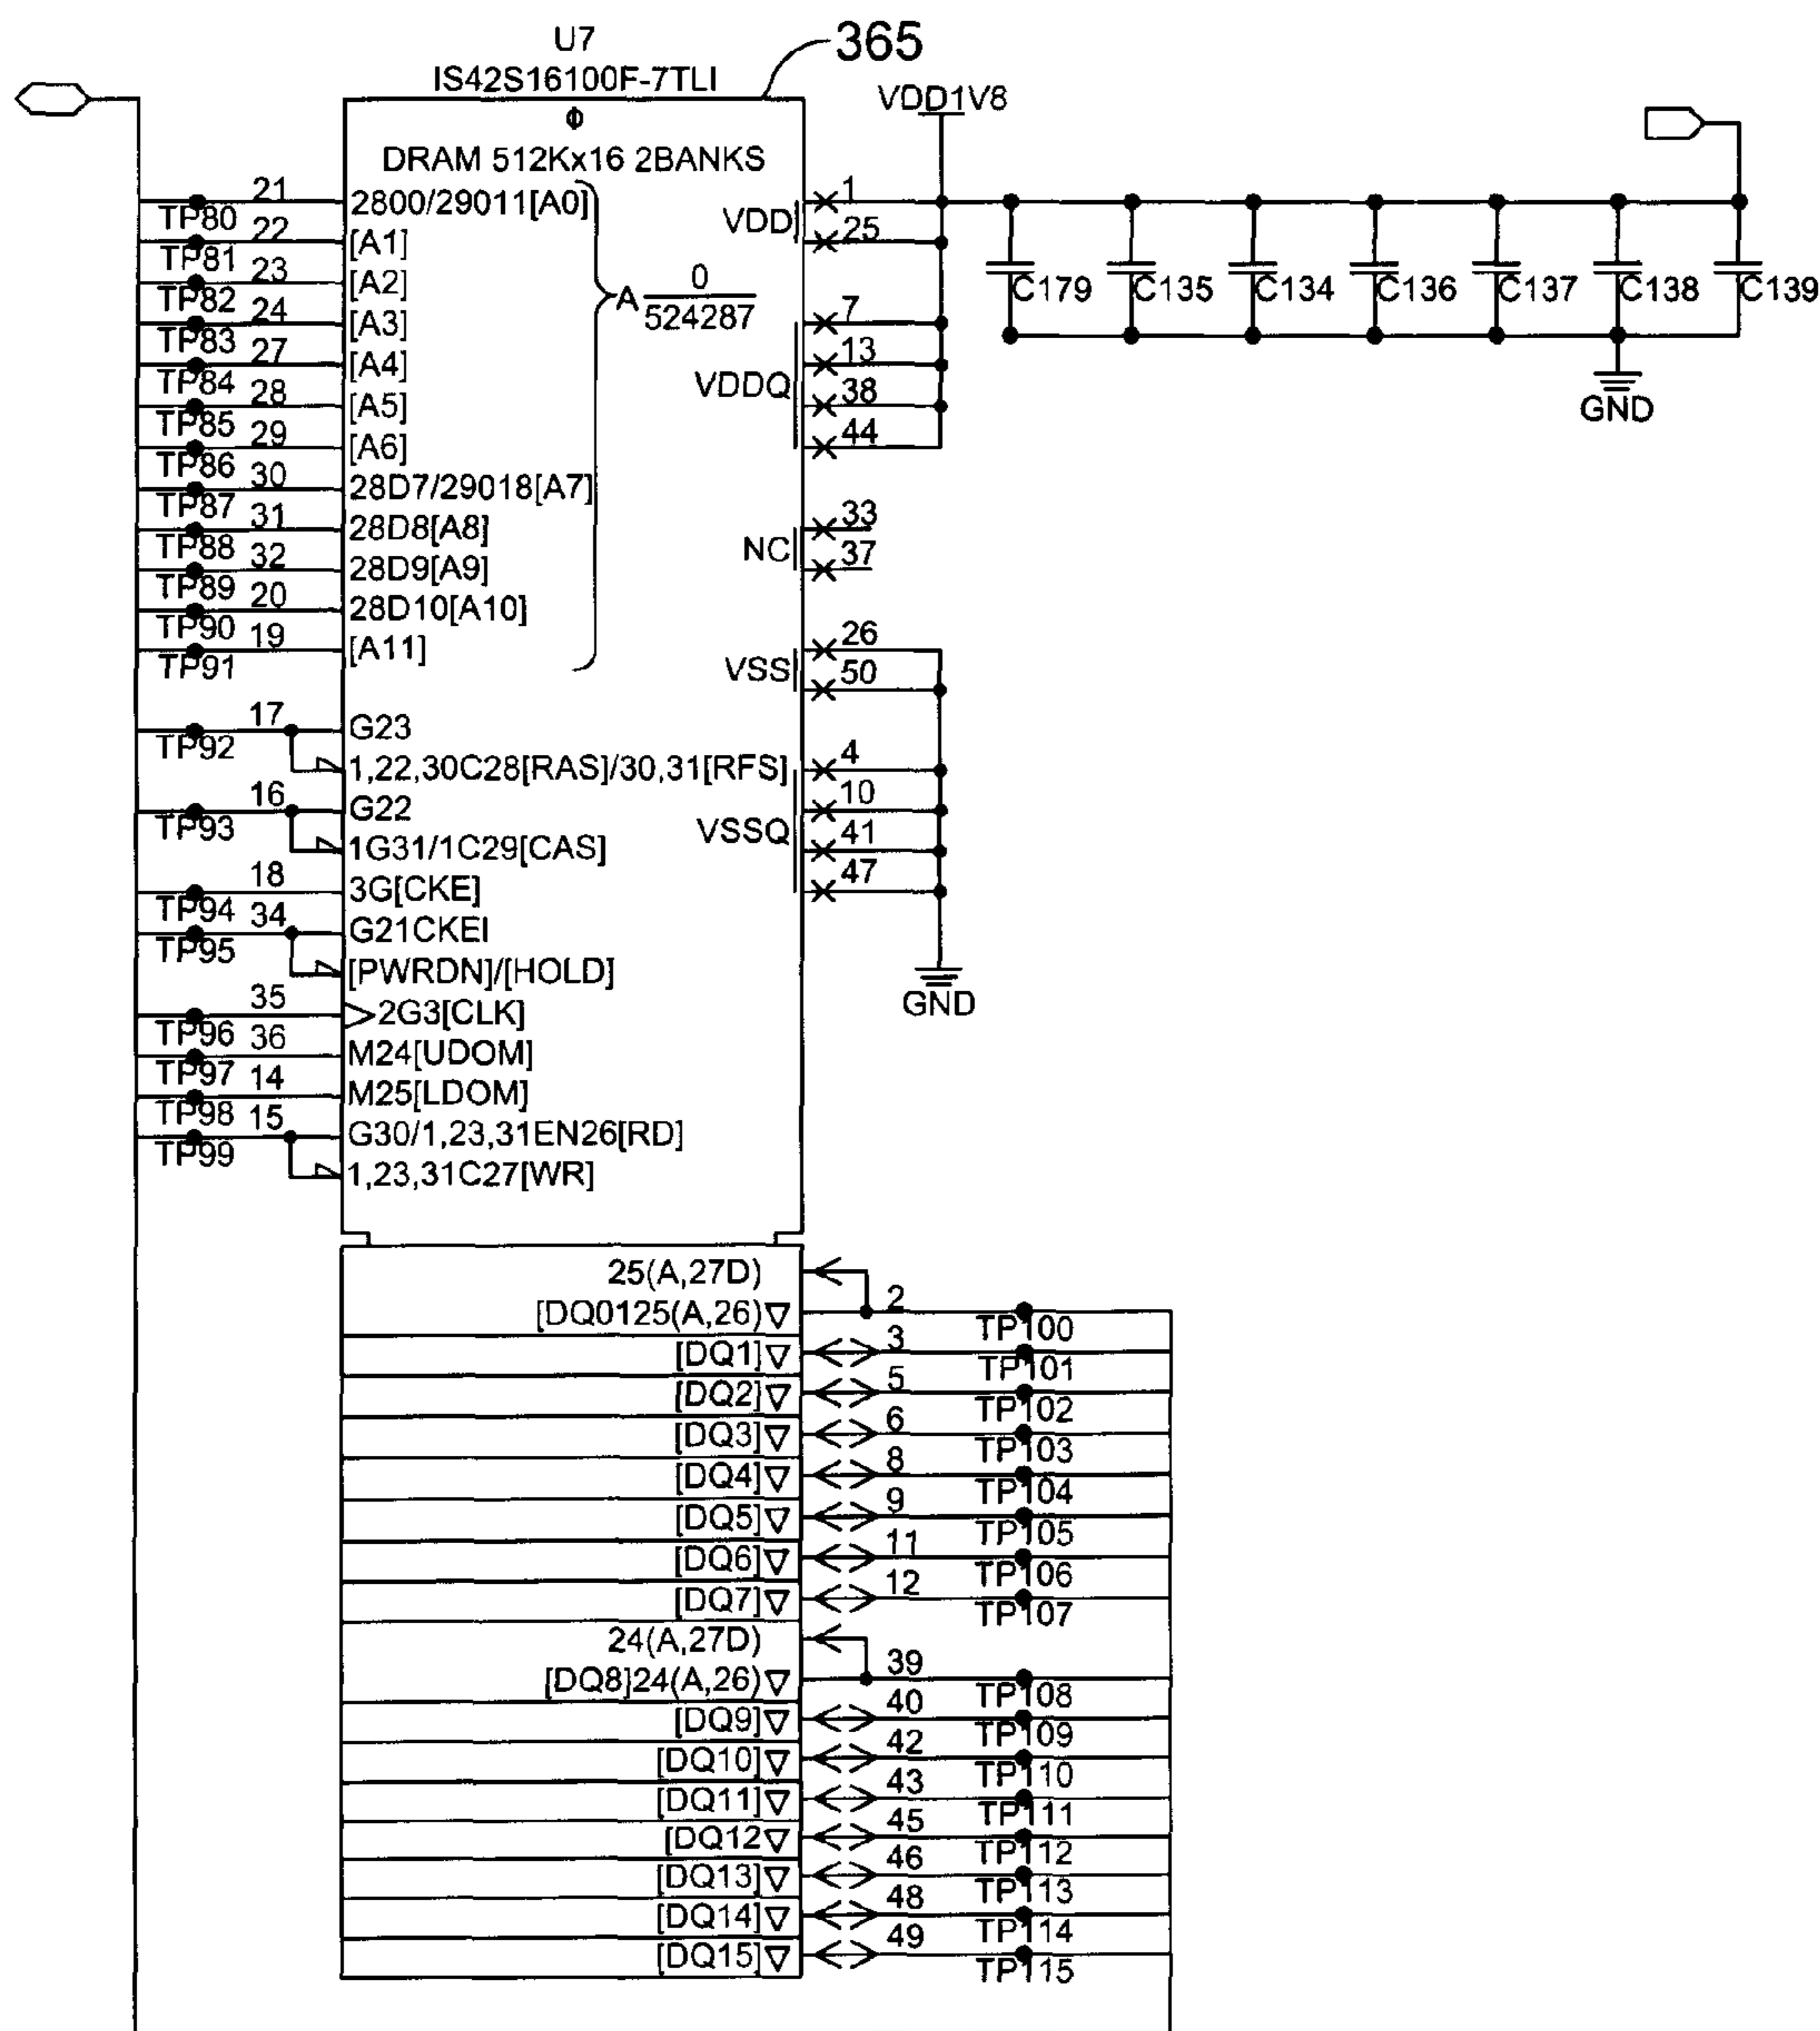 U7
365
IS42S16100F-7TLI
VDD1V8
Φ
DRAM 512Kx16 2BANKS
21
2800/29011[A0]
TP80
22
[A1]
TP81
23
[A2]
TP82
24
[A3]
TP83
27
[A4]
TP84
28
[A5]
TP85
29
[A6]
TP86
30
28D7/29018[A7]
TP87
31
28D8[A8]
TP88
32
28D9[A9]
TP89
20
28D10[A10]
TP90
19
[A11]
TP91
A 0
524287
17
G23
TP92
1,22,30C28[RAS]/30,31[RFS]
16
G22
TP93
1G31/1C29[CAS]
18
3G[CKE]
TP94
34
G21CKEI
TP95
[PWRDN]/[HOLD]
35
2G3[CLK]
TP96
36
M24[UDOM]
TP97
14
M25[LDOM]
TP98
15
G30/1,23,31EN26[RD]
TP99
1,23,31C27[WR]
VDD
1
25
VDDQ
7
13
38
44
NC
33
37
VSS
26
50
VSSQ
4
10
41
47
GND
C179
C135
C134
C136
C137
C138
C139
GND
25(A,27D)
[DQ0125(A,26)
2
TP100
[DQ1]
3
TP101
[DQ2]
5
TP102
[DQ3]
6
TP103
[DQ4]
8
TP104
[DQ5]
9
TP105
[DQ6]
11
TP106
[DQ7]
12
TP107
24(A,27D)
[DQ8]24(A,26)
39
TP108
[DQ9]
40
TP109
[DQ10]
42
TP110
[DQ11]
43
TP111
[DQ12
45
TP112
[DQ13]
46
TP113
[DQ14]
48
TP114
[DQ15]
49
TP115